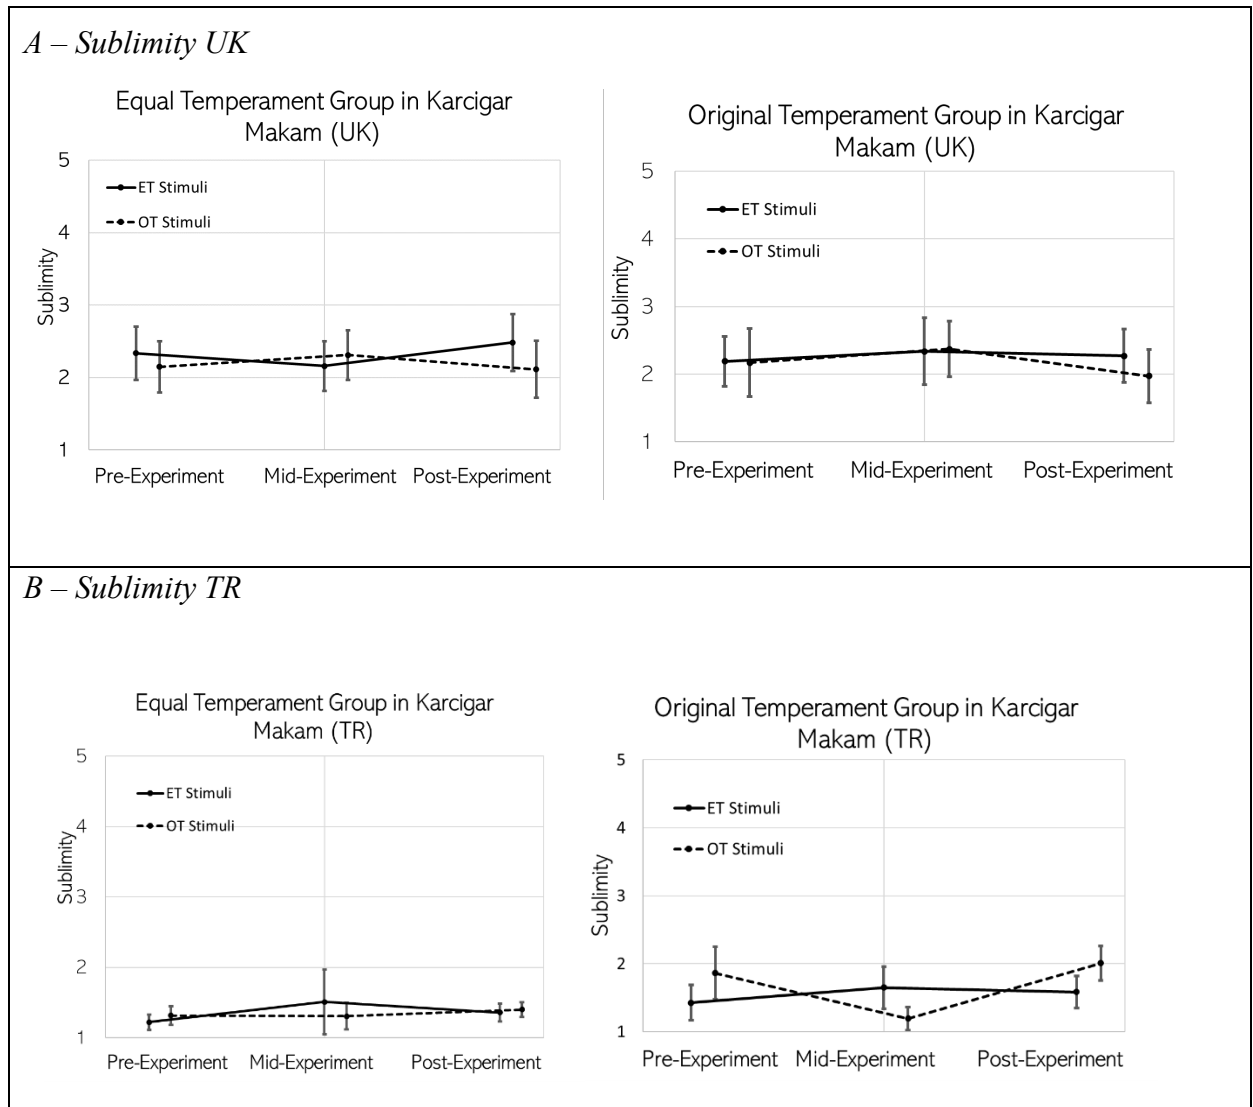 A – Sublimity UK
Equal Temperament Group in Karcigar
Makam (UK)
5
4
3
2
1
Sublimity
ET Stimuli
OT Stimuli
Pre-Experiment Mid-Experiment Post-Experiment
Original Temperament Group in Karcigar
Makam (UK)
5
4
3
2
1
Sublimity
ET Stimuli
OT Stimuli
Pre-Experiment Mid-Experiment Post-Experiment
B – Sublimity TR
Equal Temperament Group in Karcigar
Makam (TR)
5
4
3
2
1
Sublimity
ET Stimuli
OT Stimuli
Pre-Experiment Mid-Experiment Post-Experiment
Original Temperament Group in Karcigar
Makam (TR)
5
4
3
2
1
Sublimity
ET Stimuli
OT Stimuli
Pre-Experiment Mid-Experiment Post-Experiment